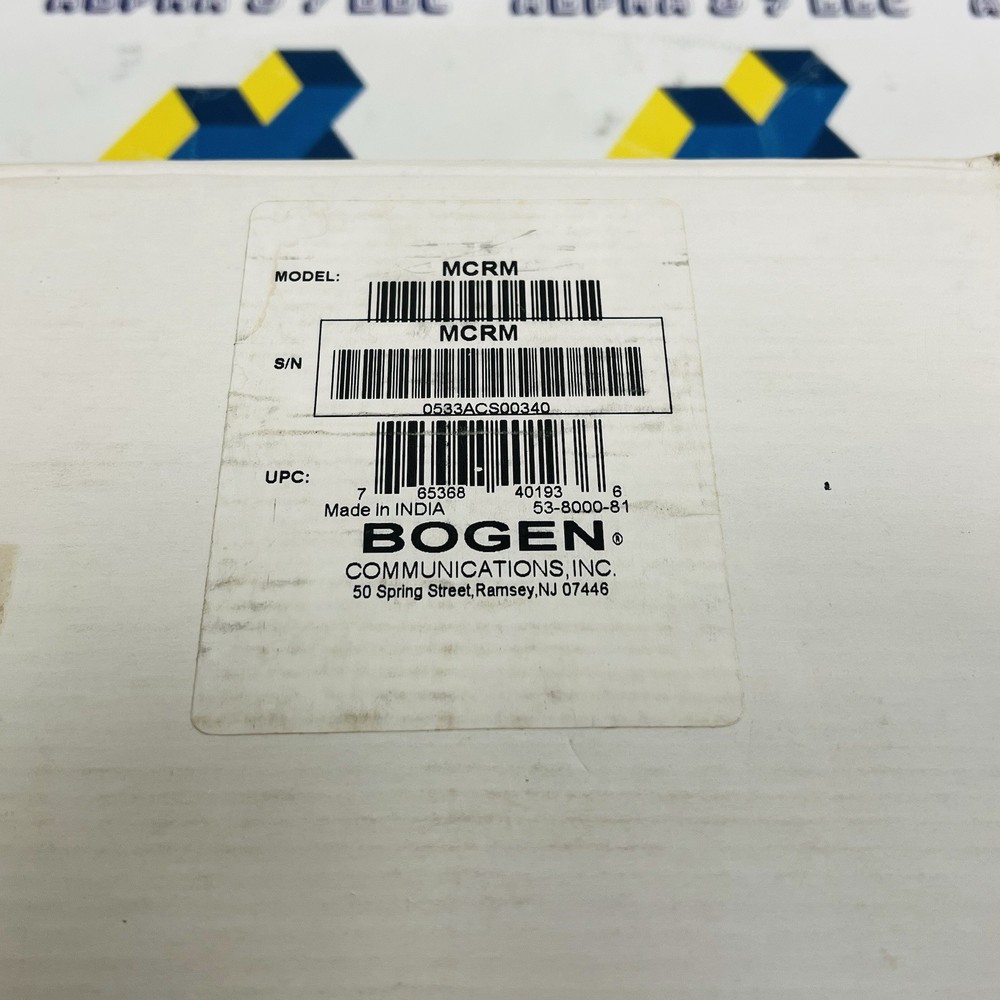 MODEL: MCRM
MCRM
S/N
0533ACS00340
UPC: 7 65368 40193 6
Made In INDIA 53-8000-81
BOGEN®
COMMUNICATIONS,INC.
50 Spring Street,Ramsey,NJ 07446